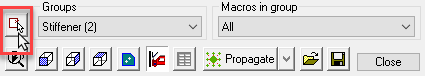 Groups
Macros in group
Stiffener (2)
All
Propagate
Close